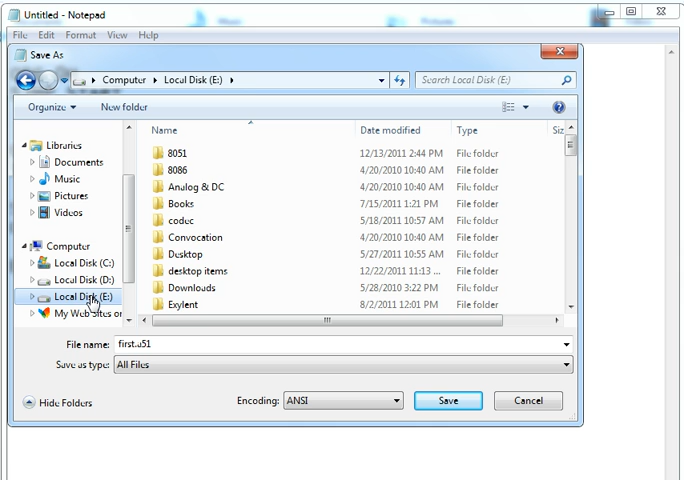 Untitled - Notepad
File Edit Format View Help
Save As
Computer Local Disk (E:) Search Local Disk (E:)
Organize New folder
Name Date modified Type Siz
Libraries
Documents
Music
Pictures
Videos
Computer
Local Disk (C:)
Local Disk (D:)
Local Disk (E:)
My Web Sites or
8051 12/13/2011 2:44 PM File folder
8086 4/20/2010 10:40 AM File folder
Analog & DC 4/20/2010 10:40 AM File folder
Books 7/15/2011 1:21 PM File folder
codec 5/18/2011 10:57 AM File folder
Convocation 4/20/2010 10:40 AM File folder
Desktop 5/27/2011 10:55 AM File folder
desktop items 12/22/2011 11:13 ... File folder
Downloads 5/28/2010 3:22 PM File folder
Exylent 8/2/2011 12:01 PM File folder
File name: first.a51
Save as type: All Files
Hide Folders Encoding: ANSI Save Cancel